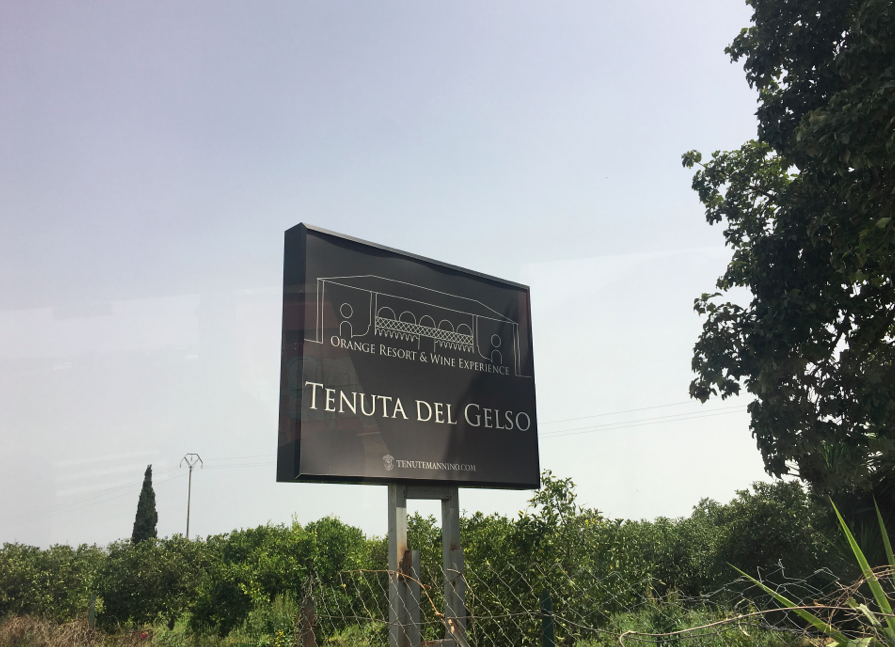 Orange Resort & Wine Experience
Tenuta del Gelso
tenutemannino.com